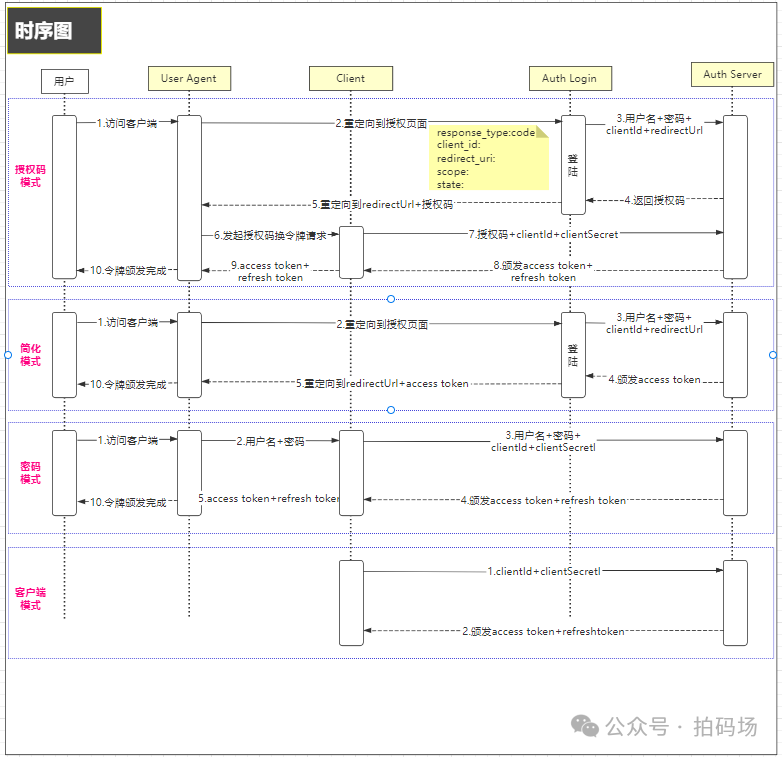 时序图
用户
User Agent
Client
Auth Login
Auth Server
授权码
模式
1.访问客户端
2.重定向到授权页面
response_type:code
client_id:
redirect_uri:
scope:
state:
登
陆
3.用户名+密码+
clientId+redirectUrl
4.返回授权码
5.重定向到redirectUrl+授权码
6.发起授权码换令牌请求
7.授权码+clientId+clientSecret
8.颁发access token+
refresh token
9.access token+
refresh token
10.令牌颁发完成
简化
模式
1.访问客户端
2.重定向到授权页面
登
陆
3.用户名+密码+
clientId+redirectUrl
4.颁发access token
5.重定向到redirectUrl+access token
10.令牌颁发完成
密码
模式
1.访问客户端
2.用户名+密码
3.用户名+密码+
clientId+clientSecretl
4.颁发access token+refresh token
5.access token+refresh token
10.令牌颁发完成
客户端
模式
1.clientId+clientSecretl
2.颁发access token+refreshtoken
公众号 · 拍码场